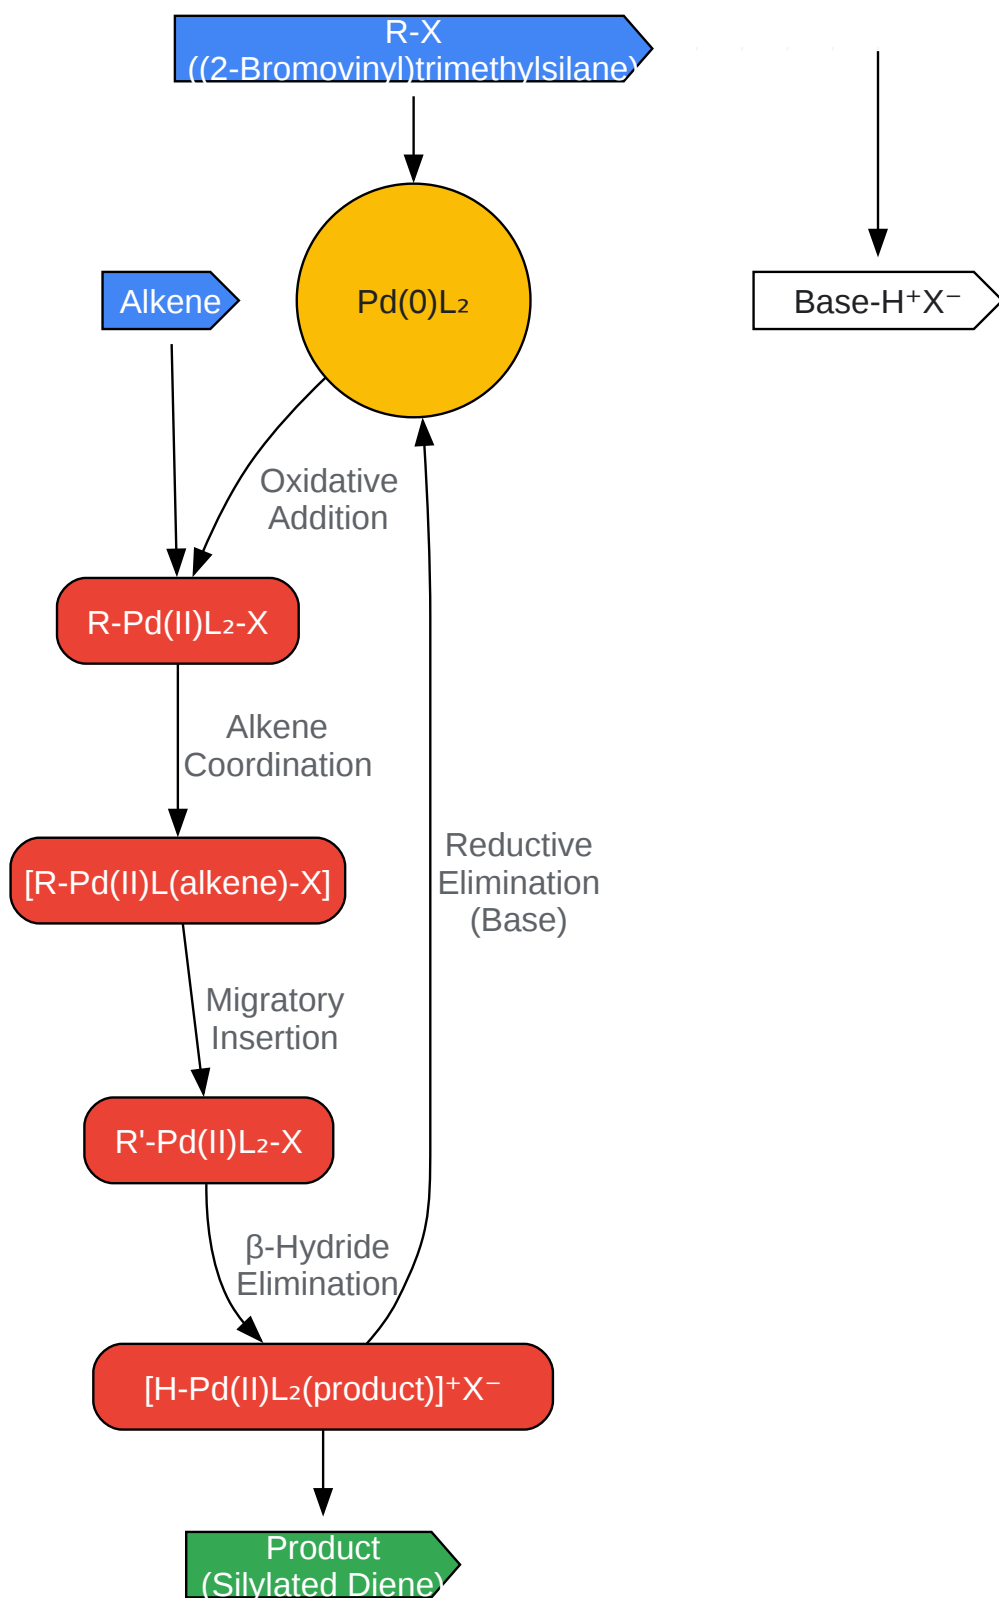 R-X
((2-Bromovinyl)trimethylsilane)
Alkene
Pd(0)L₂
Base-H⁺X⁻
Oxidative
Addition
R-Pd(II)L₂-X
Alkene
Coordination
[R-Pd(II)L(alkene)-X]
Reductive
Elimination
(Base)
Migratory
Insertion
R'-Pd(II)L₂-X
β-Hydride
Elimination
[H-Pd(II)L₂(product)]⁺X⁻
Product
(Silylated Diene)